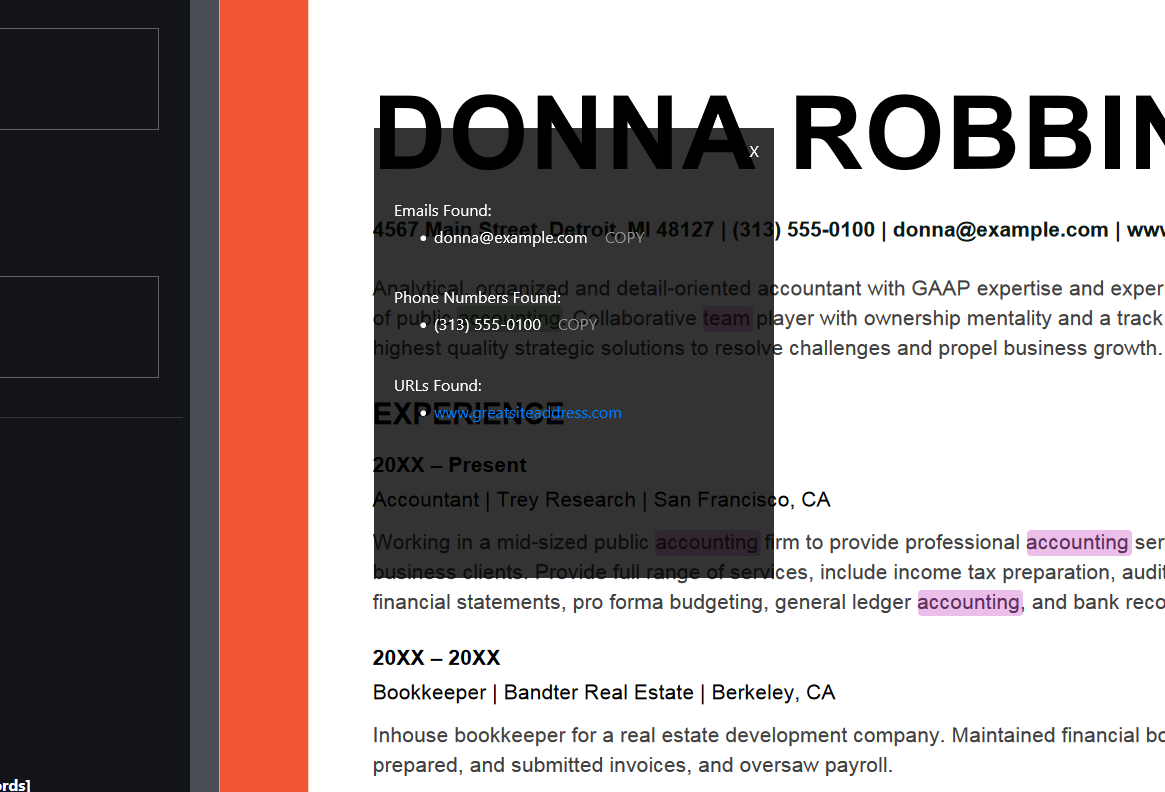 DONNA ROBBIN
X
Emails Found:
4567 Main Street, Detroit, MI 48127 | (313) 555-0100 | donna@example.com | www
• donna@example.com COPY
Analytical, organized and detail-oriented accountant with GAAP expertise and exper
Phone Numbers Found:
of public accounting. Collaborative team player with ownership mentality and a track
• (313) 555-0100 COPY
highest quality strategic solutions to resolve challenges and propel business growth.
URLs Found:
EXPERIENCE
• www.greatsiteaddress.com
20XX – Present
Accountant | Trey Research | San Francisco, CA
Working in a mid-sized public accounting firm to provide professional accounting ser
business clients. Provide full range of services, include income tax preparation, audit
financial statements, pro forma budgeting, general ledger accounting, and bank reco
20XX – 20XX
Bookkeeper | Bandter Real Estate | Berkeley, CA
Inhouse bookkeeper for a real estate development company. Maintained financial bo
prepared, and submitted invoices, and oversaw payroll.
ords]